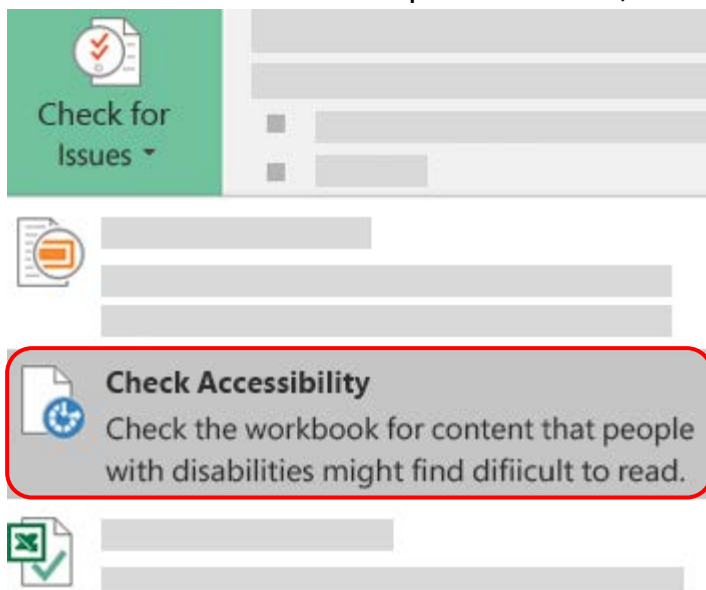 Check for
Issues
Check Accessibility
Check the workbook for content that people
with disabilities might find difiicult to read.